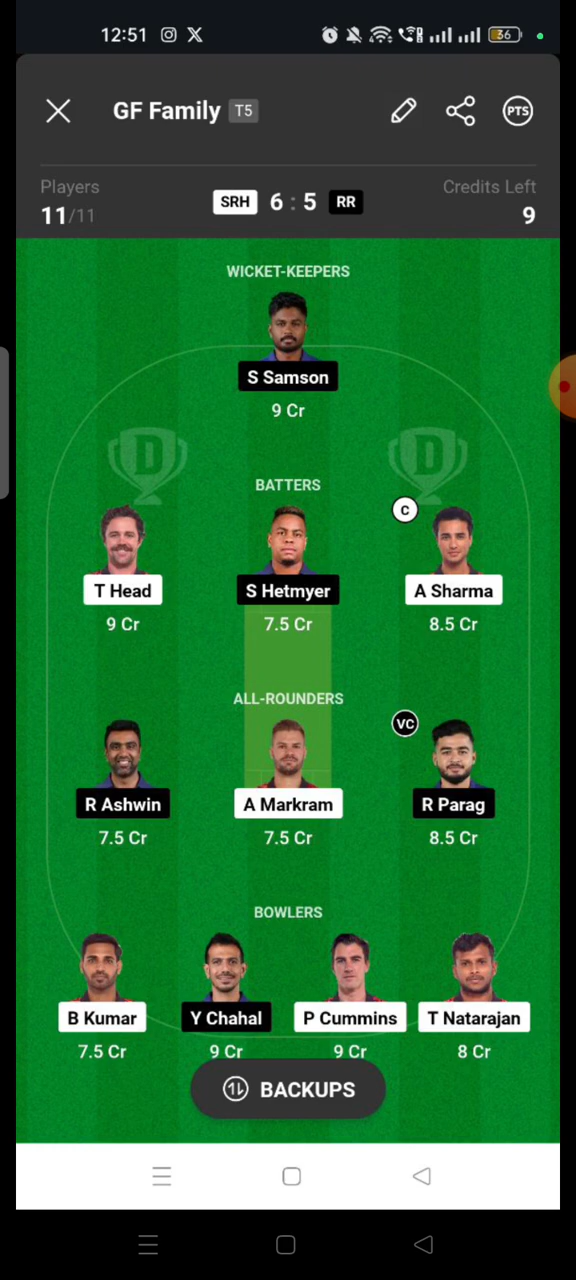 12:51 36
GF Family T5 PTS
Players Credits Left
11/11 SRH 6 : 5 RR 9
WICKET-KEEPERS
S Samson
9 Cr
D D
BATTERS
C
T Head S Hetmyer A Sharma
9 Cr 7.5 Cr 8.5 Cr
ALL-ROUNDERS
VC
R Ashwin A Markram R Parag
7.5 Cr 7.5 Cr 8.5 Cr
BOWLERS
B Kumar Y Chahal P Cummins T Natarajan
7.5 Cr 9 Cr 9 Cr 8 Cr
BACKUPS